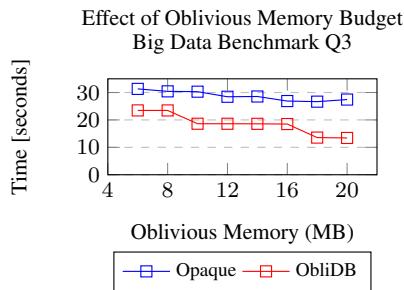 Effect of Oblivious Memory Budget
Big Data Benchmark Q3
Time [seconds]
30
20
10
0
4 8 12 16 20
Oblivious Memory (MB)
Opaque ObliDB